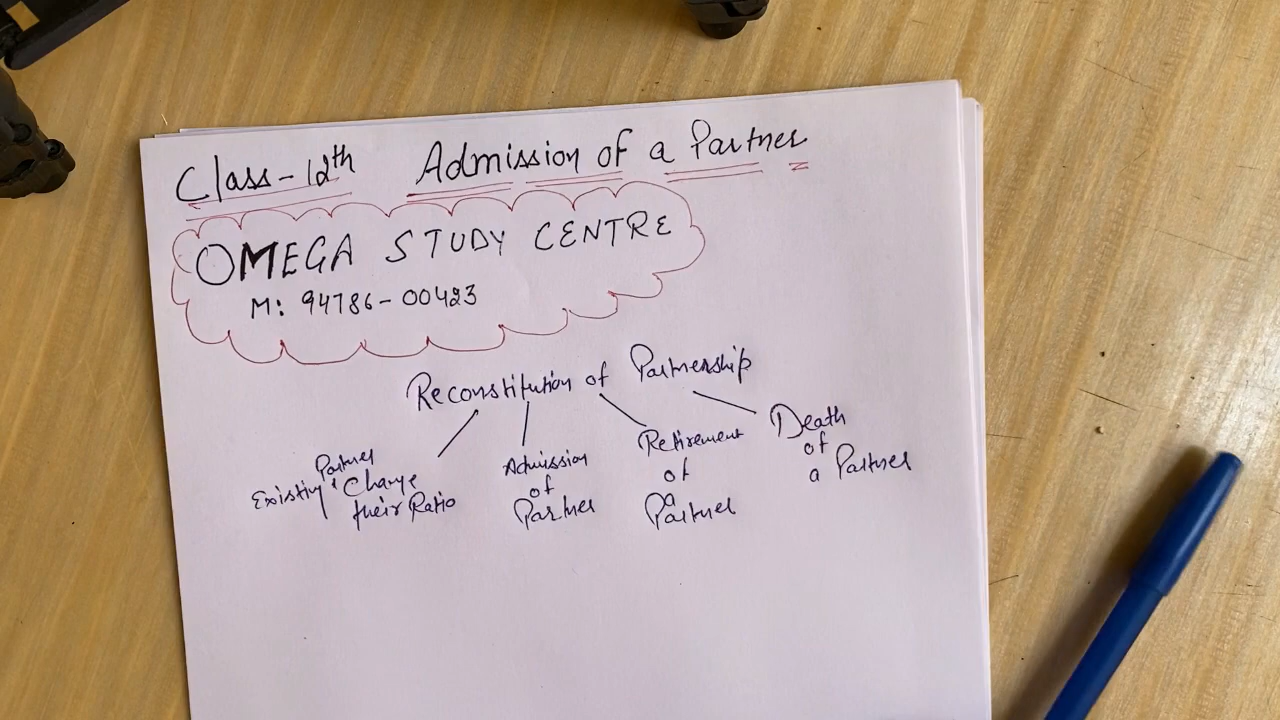 Class-12th Admission of a Partner
OMEGA STUDY CENTRE
M: 94786-00423
Reconstitution of Partnership
Existing Partner Change
their Ratio
Admission
of
Partner
Retirement
of
a
Partner
Death
of
a Partner